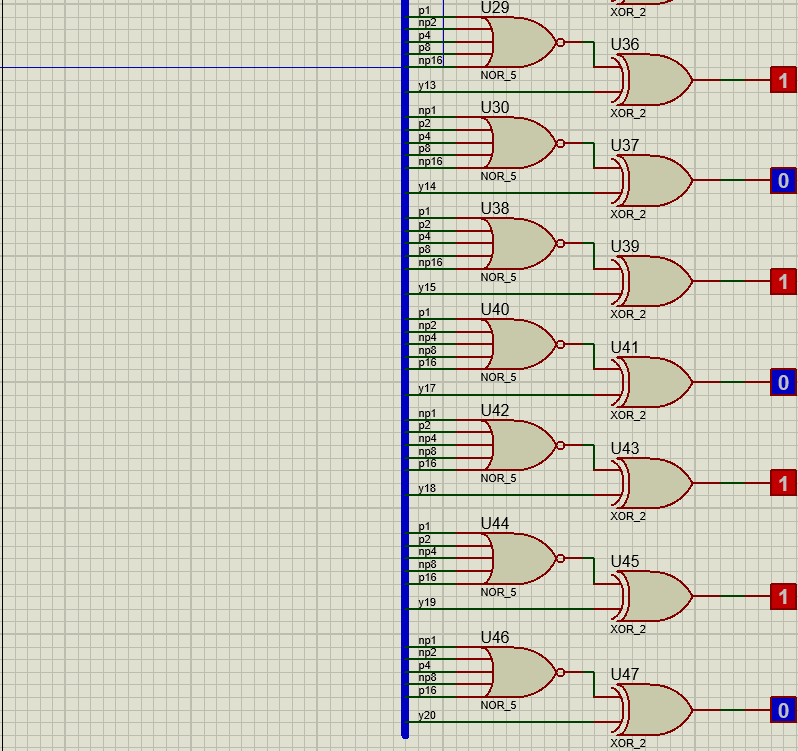 XOR_2
U29
p1
np2
p4
p8
np16
NOR_5
y13
U36
XOR_2
1
U30
np1
p2
p4
p8
np16
NOR_5
y14
U37
XOR_2
0
U38
p1
p2
p4
p8
np16
NOR_5
y15
U39
XOR_2
1
U40
p1
np2
np4
np8
p16
NOR_5
y17
U41
XOR_2
0
U42
np1
p2
np4
np8
p16
NOR_5
y18
U43
XOR_2
1
U44
p1
p2
np4
np8
p16
NOR_5
y19
U45
XOR_2
1
U46
np1
np2
p4
np8
p16
NOR_5
y20
U47
XOR_2
0